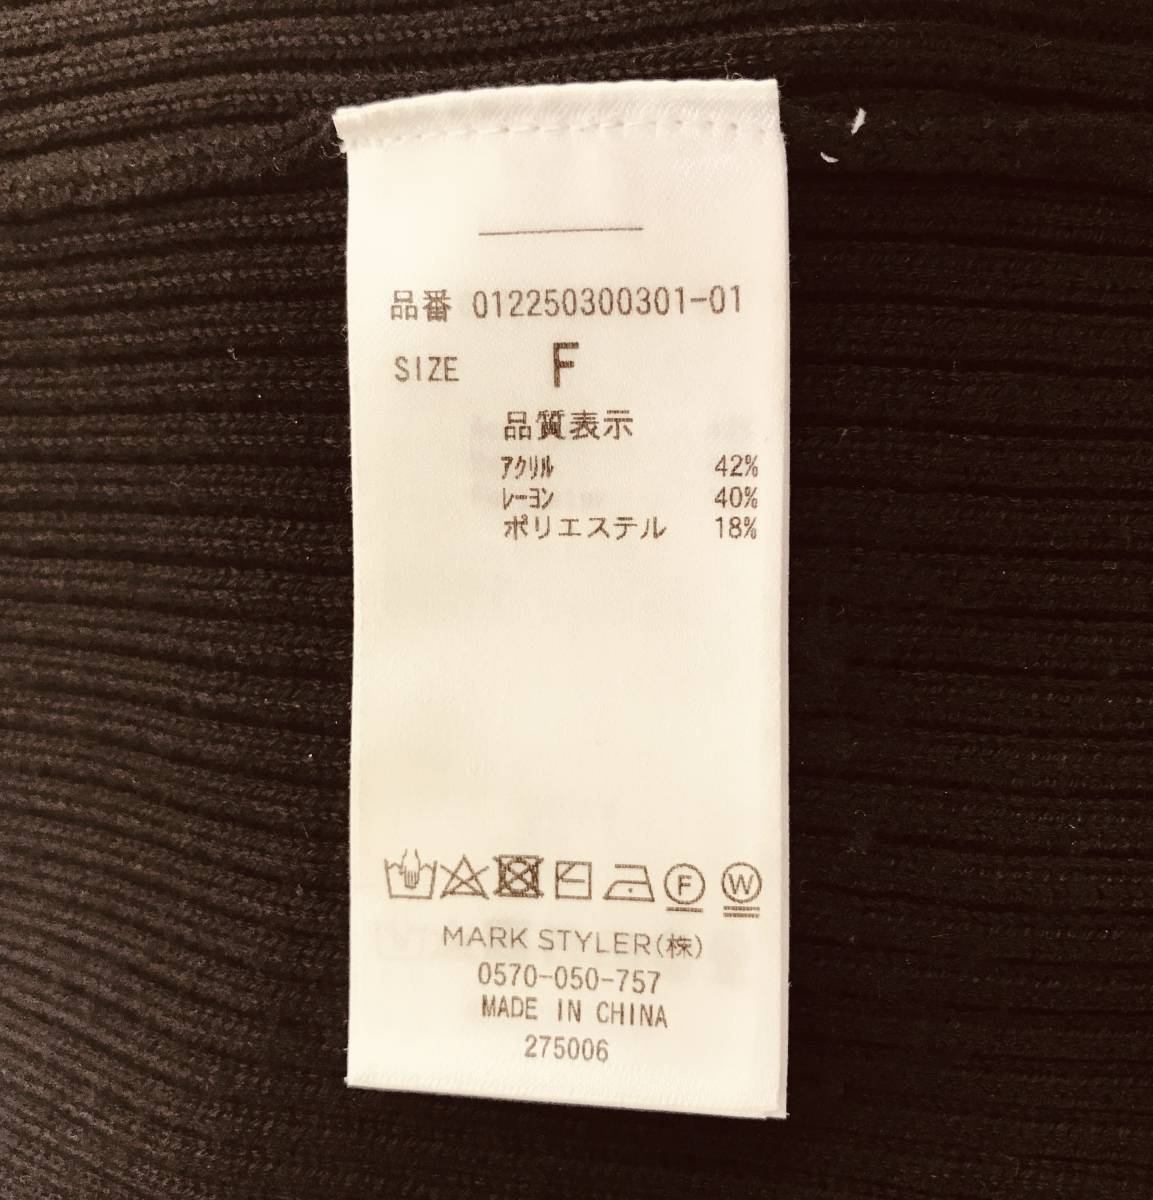 品番 012250300301-01
SIZE F
品質表示
ｱｸﾘﾙ 42%
ﾚｰﾖﾝ 40%
ポリエステル 18%
F W
MARK STYLER(株)
0570-050-757
MADE IN CHINA
275006